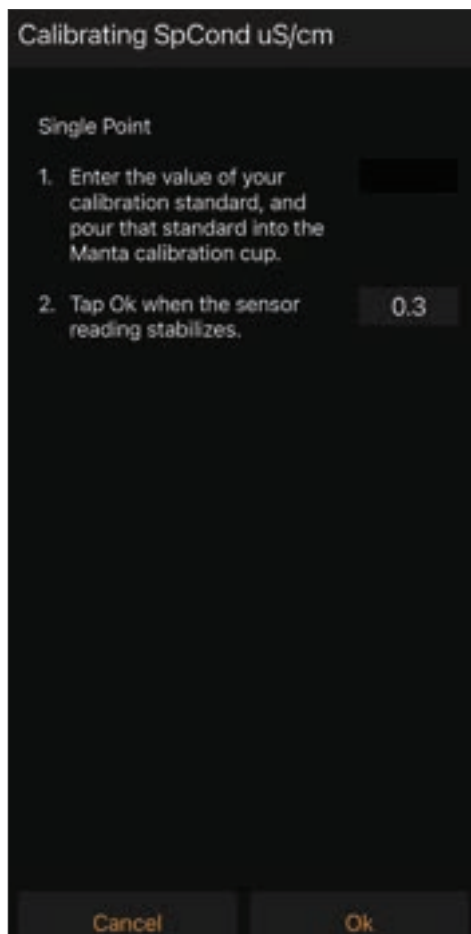 Calibrating SpCond uS/cm
Single Point
1. Enter the value of your
calibration standard, and
pour that standard into the
Manta calibration cup.
2. Tap Ok when the sensor
reading stabilizes.
0.3
Cancel
Ok